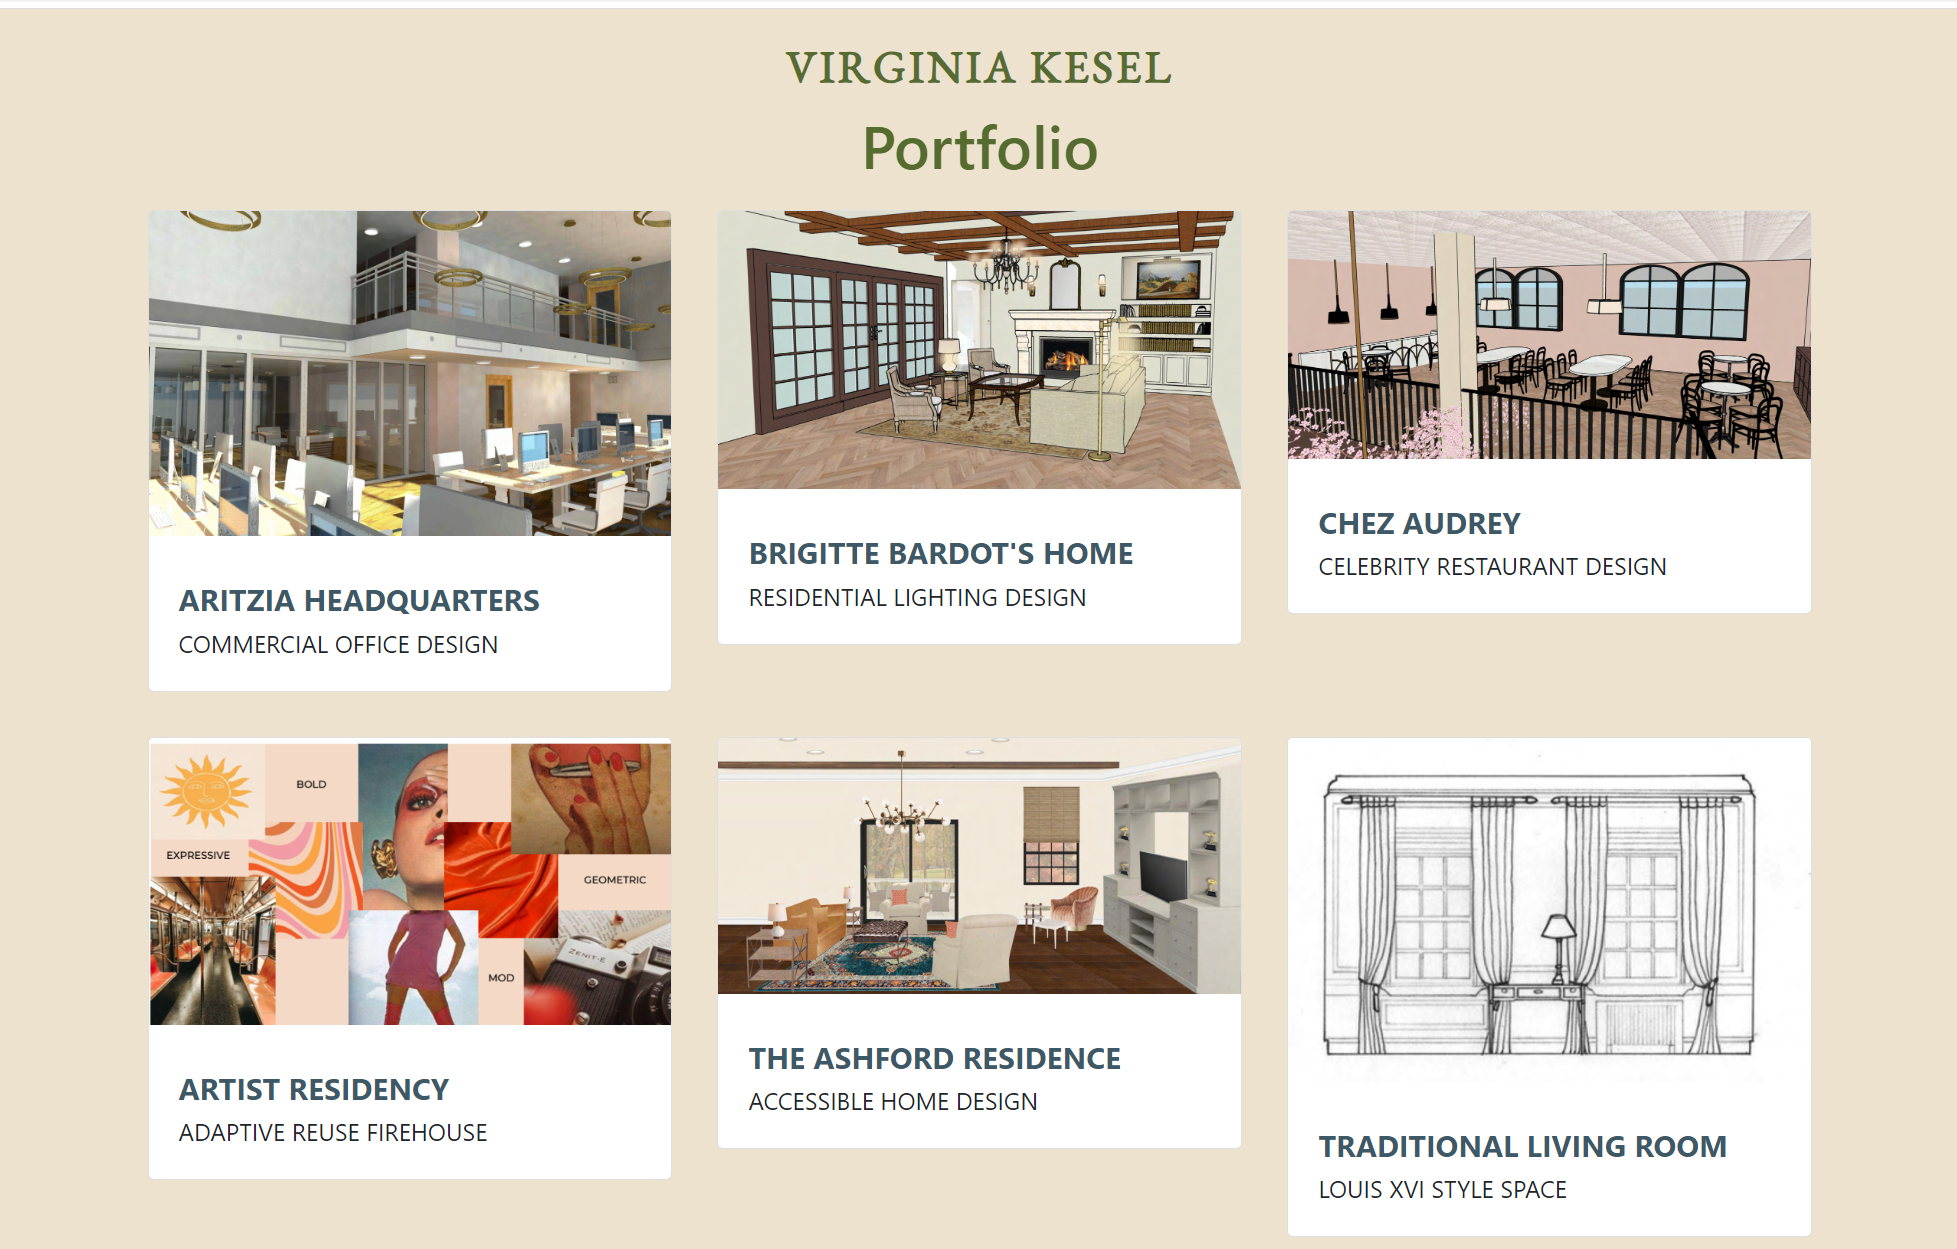 VIRGINIA KESEL
Portfolio
ARITZIA HEADQUARTERS
COMMERCIAL OFFICE DESIGN
BRIGITTE BARDOT'S HOME
RESIDENTIAL LIGHTING DESIGN
CHEZ AUDREY
CELEBRITY RESTAURANT DESIGN
BOLD
EXPRESSIVE
GEOMETRIC
MOD
ZENIT-E
ARTIST RESIDENCY
ADAPTIVE REUSE FIREHOUSE
THE ASHFORD RESIDENCE
ACCESSIBLE HOME DESIGN
TRADITIONAL LIVING ROOM
LOUIS XVI STYLE SPACE